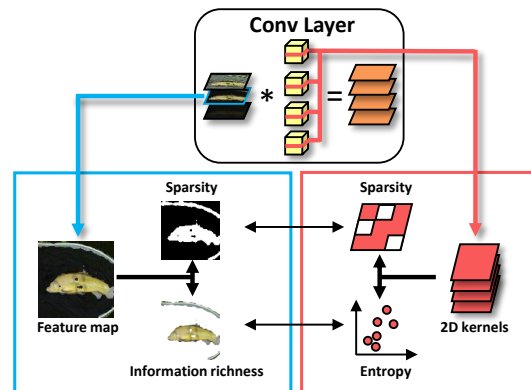 Conv Layer
* =
Sparsity
Sparsity
Feature map
2D kernels
Information richness
Entropy